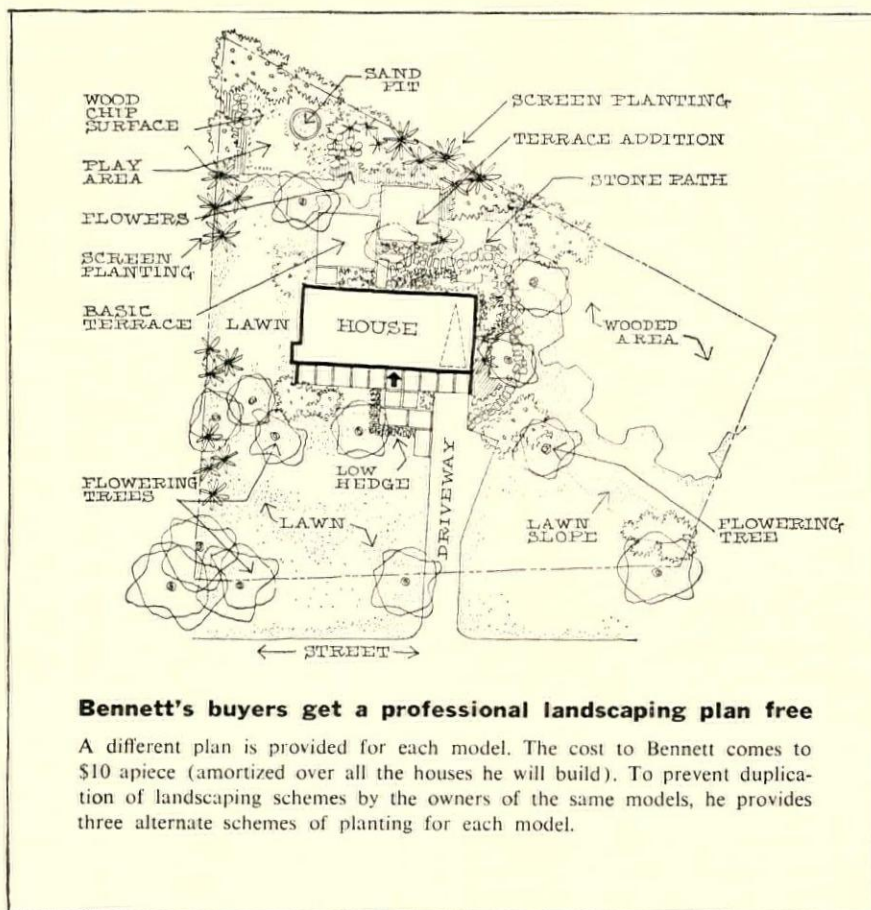 SAND
PIT
WOOD
CHIP
SURFACE
SCREEN PLANTING
TERRACE ADDITION
PLAY
AREA
STONE PATH
FLOWERS
SCREEN
PLANTING
BASIC
TERRACE
LAWN
HOUSE
WOODED
AREA
FLOWERING
TREES
LOW
HEDGE
DRIVEWAY
LAWN
LAWN
SLOPE
FLOWERING
TREE
STREET
Bennett's buyers get a professional landscaping plan free
A different plan is provided for each model. The cost to Bennett comes to
$10 apiece (amortized over all the houses he will build). To prevent duplica-
tion of landscaping schemes by the owners of the same models, he provides
three alternate schemes of planting for each model.